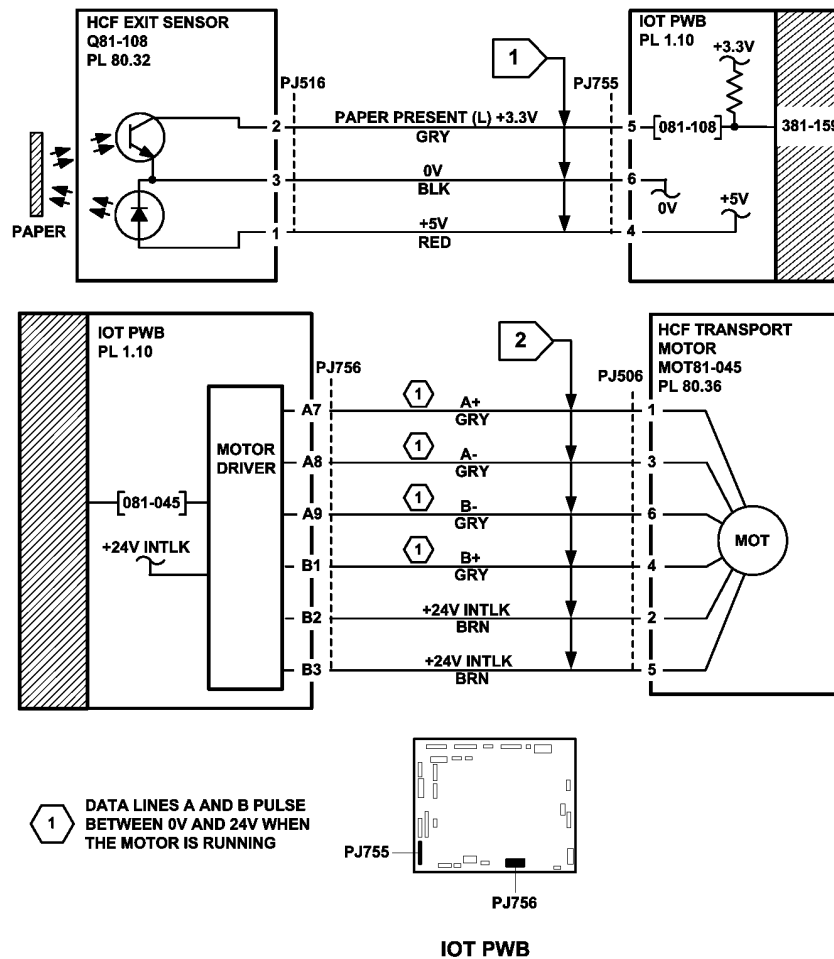 HCF EXIT SENSOR
Q81-108
PL 80.32
PJ516
1
PJ755
IOT PWB
PL 1.10
+3.3V
2
PAPER PRESENT (L) +3.3V
GRY
5
[081-108]
381-159
3
0V
BLK
6
0V
+5V
PAPER
1
+5V
RED
4
IOT PWB
PL 1.10
PJ756
2
PJ506
HCF TRANSPORT
MOTOR
MOT81-045
PL 80.36
MOTOR
DRIVER
[081-045]
+24V INTLK
A7
1
A+
GRY
1
A8
1
A-
GRY
3
A9
1
B-
GRY
6
MOT
B1
1
B+
GRY
4
B2
+24V INTLK
BRN
2
B3
+24V INTLK
BRN
5
1
DATA LINES A AND B PULSE
BETWEEN 0V AND 24V WHEN
THE MOTOR IS RUNNING
PJ755
PJ756
IOT PWB